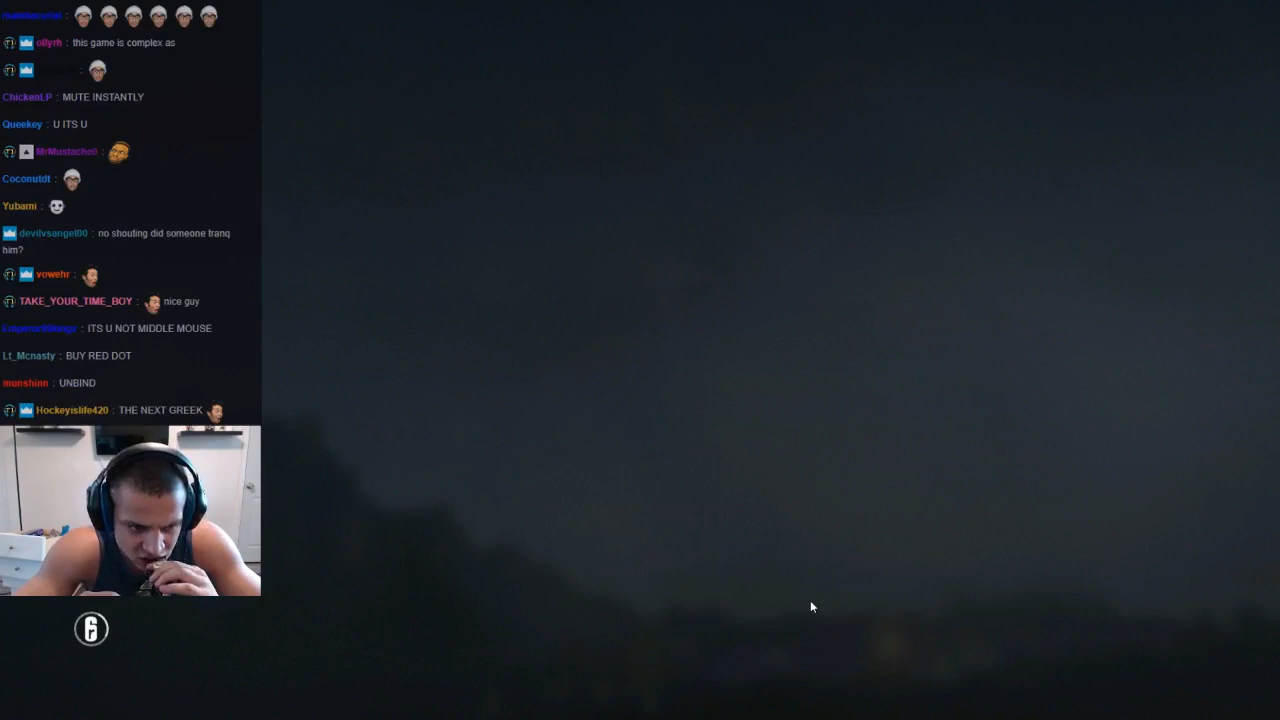 ollyrh : this game is complex as
:
ChickenLP : MUTE INSTANTLY
Queekey : U ITS U
MrMustache0 :
Coconutdt :
Yubami :
devilvsangel00 : no shouting did someone tranq
him?
vowehr :
TAKE_YOUR_TIME_BOY : nice guy
: ITS U NOT MIDDLE MOUSE
Lt_Mcnasty : BUY RED DOT
munshinn : UNBIND
Hockeyislife420 : THE NEXT GREEK
6